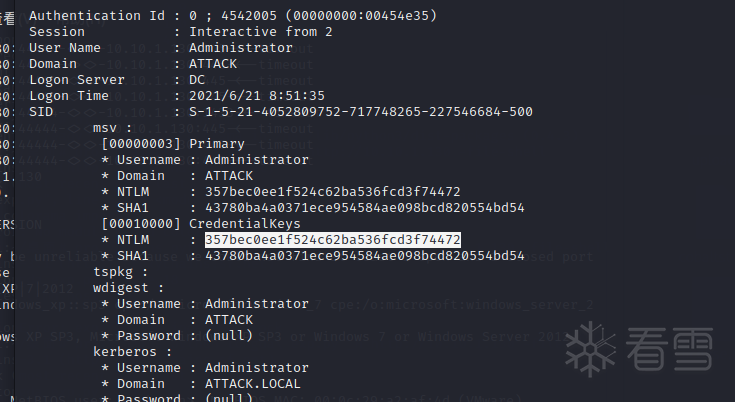 Authentication Id : 0 ; 4542005 (00000000:00454e35)
Session           : Interactive from 2
User Name         : Administrator
Domain            : ATTACK
Logon Server      : DC
Logon Time        : 2021/6/21 8:51:35
SID               : S-1-5-21-4052809752-717748265-227546684-500
msv :
[00000003] Primary
* Username : Administrator
* Domain   : ATTACK
* NTLM     : 357bec0ee1f524c62ba536fcd3f74472
* SHA1     : 43780ba4a0371ece954584ae098bcd820554bd54
[00010000] CredentialKeys
* NTLM     : 357bec0ee1f524c62ba536fcd3f74472
* SHA1     : 43780ba4a0371ece954584ae098bcd820554bd54
tspkg :
wdigest :
* Username : Administrator
* Domain   : ATTACK
* Password : (null)
kerberos :
* Username : Administrator
* Domain   : ATTACK.LOCAL
* Password : (null)
看雪